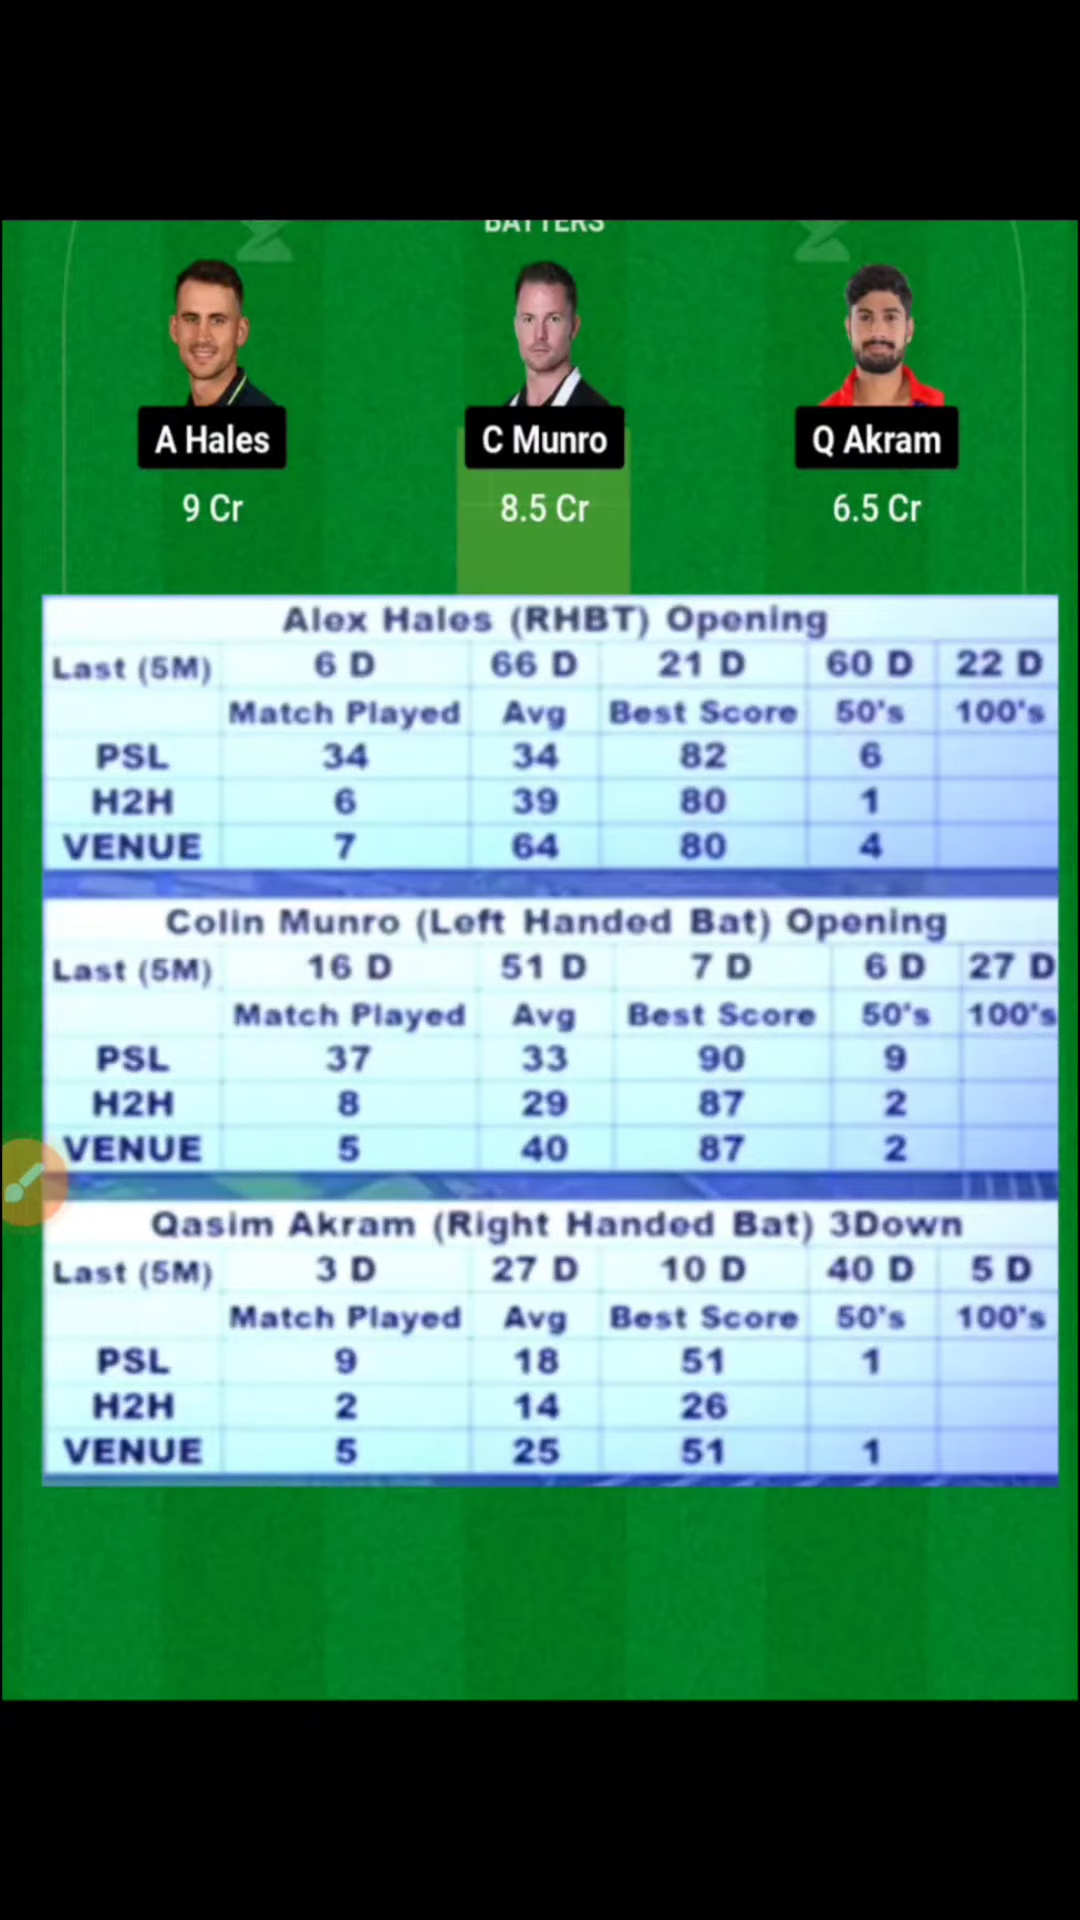 BATTERS
A Hales C Munro Q Akram
9 Cr 8.5 Cr 6.5 Cr
Alex Hales (RHBT) Opening
Last (5M) 6 D 66 D 21 D 60 D 22 D
Match Played Avg Best Score 50's 100's
PSL 34 34 82 6
H2H 6 39 80 1
VENUE 7 64 80 4
Colin Munro (Left Handed Bat) Opening
Last (5M) 16 D 51 D 7 D 6 D 27 D
Match Played Avg Best Score 50's 100's
PSL 37 33 90 9
H2H 8 29 87 2
VENUE 5 40 87 2
Qasim Akram (Right Handed Bat) 3Down
Last (5M) 3 D 27 D 10 D 40 D 5 D
Match Played Avg Best Score 50's 100's
PSL 9 18 51 1
H2H 2 14 26
VENUE 5 25 51 1